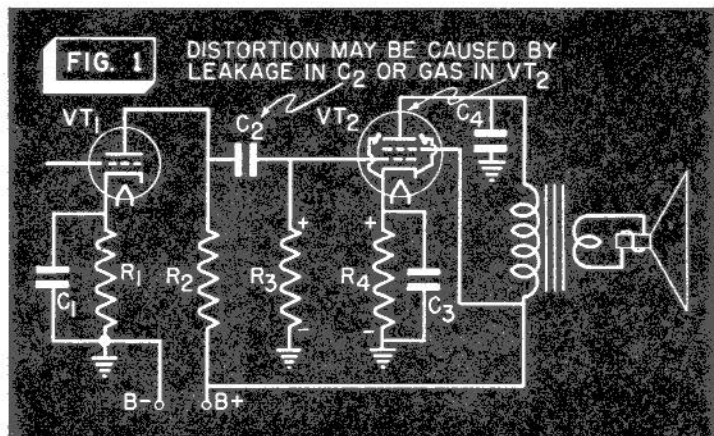 FIG. 1
DISTORTION MAY BE CAUSED BY
LEAKAGE IN C2 OR GAS IN VT2
VT1
C2
VT2
C4
+
+
R1
R2
R3
R4
C1
C3
-
-
B-
B+